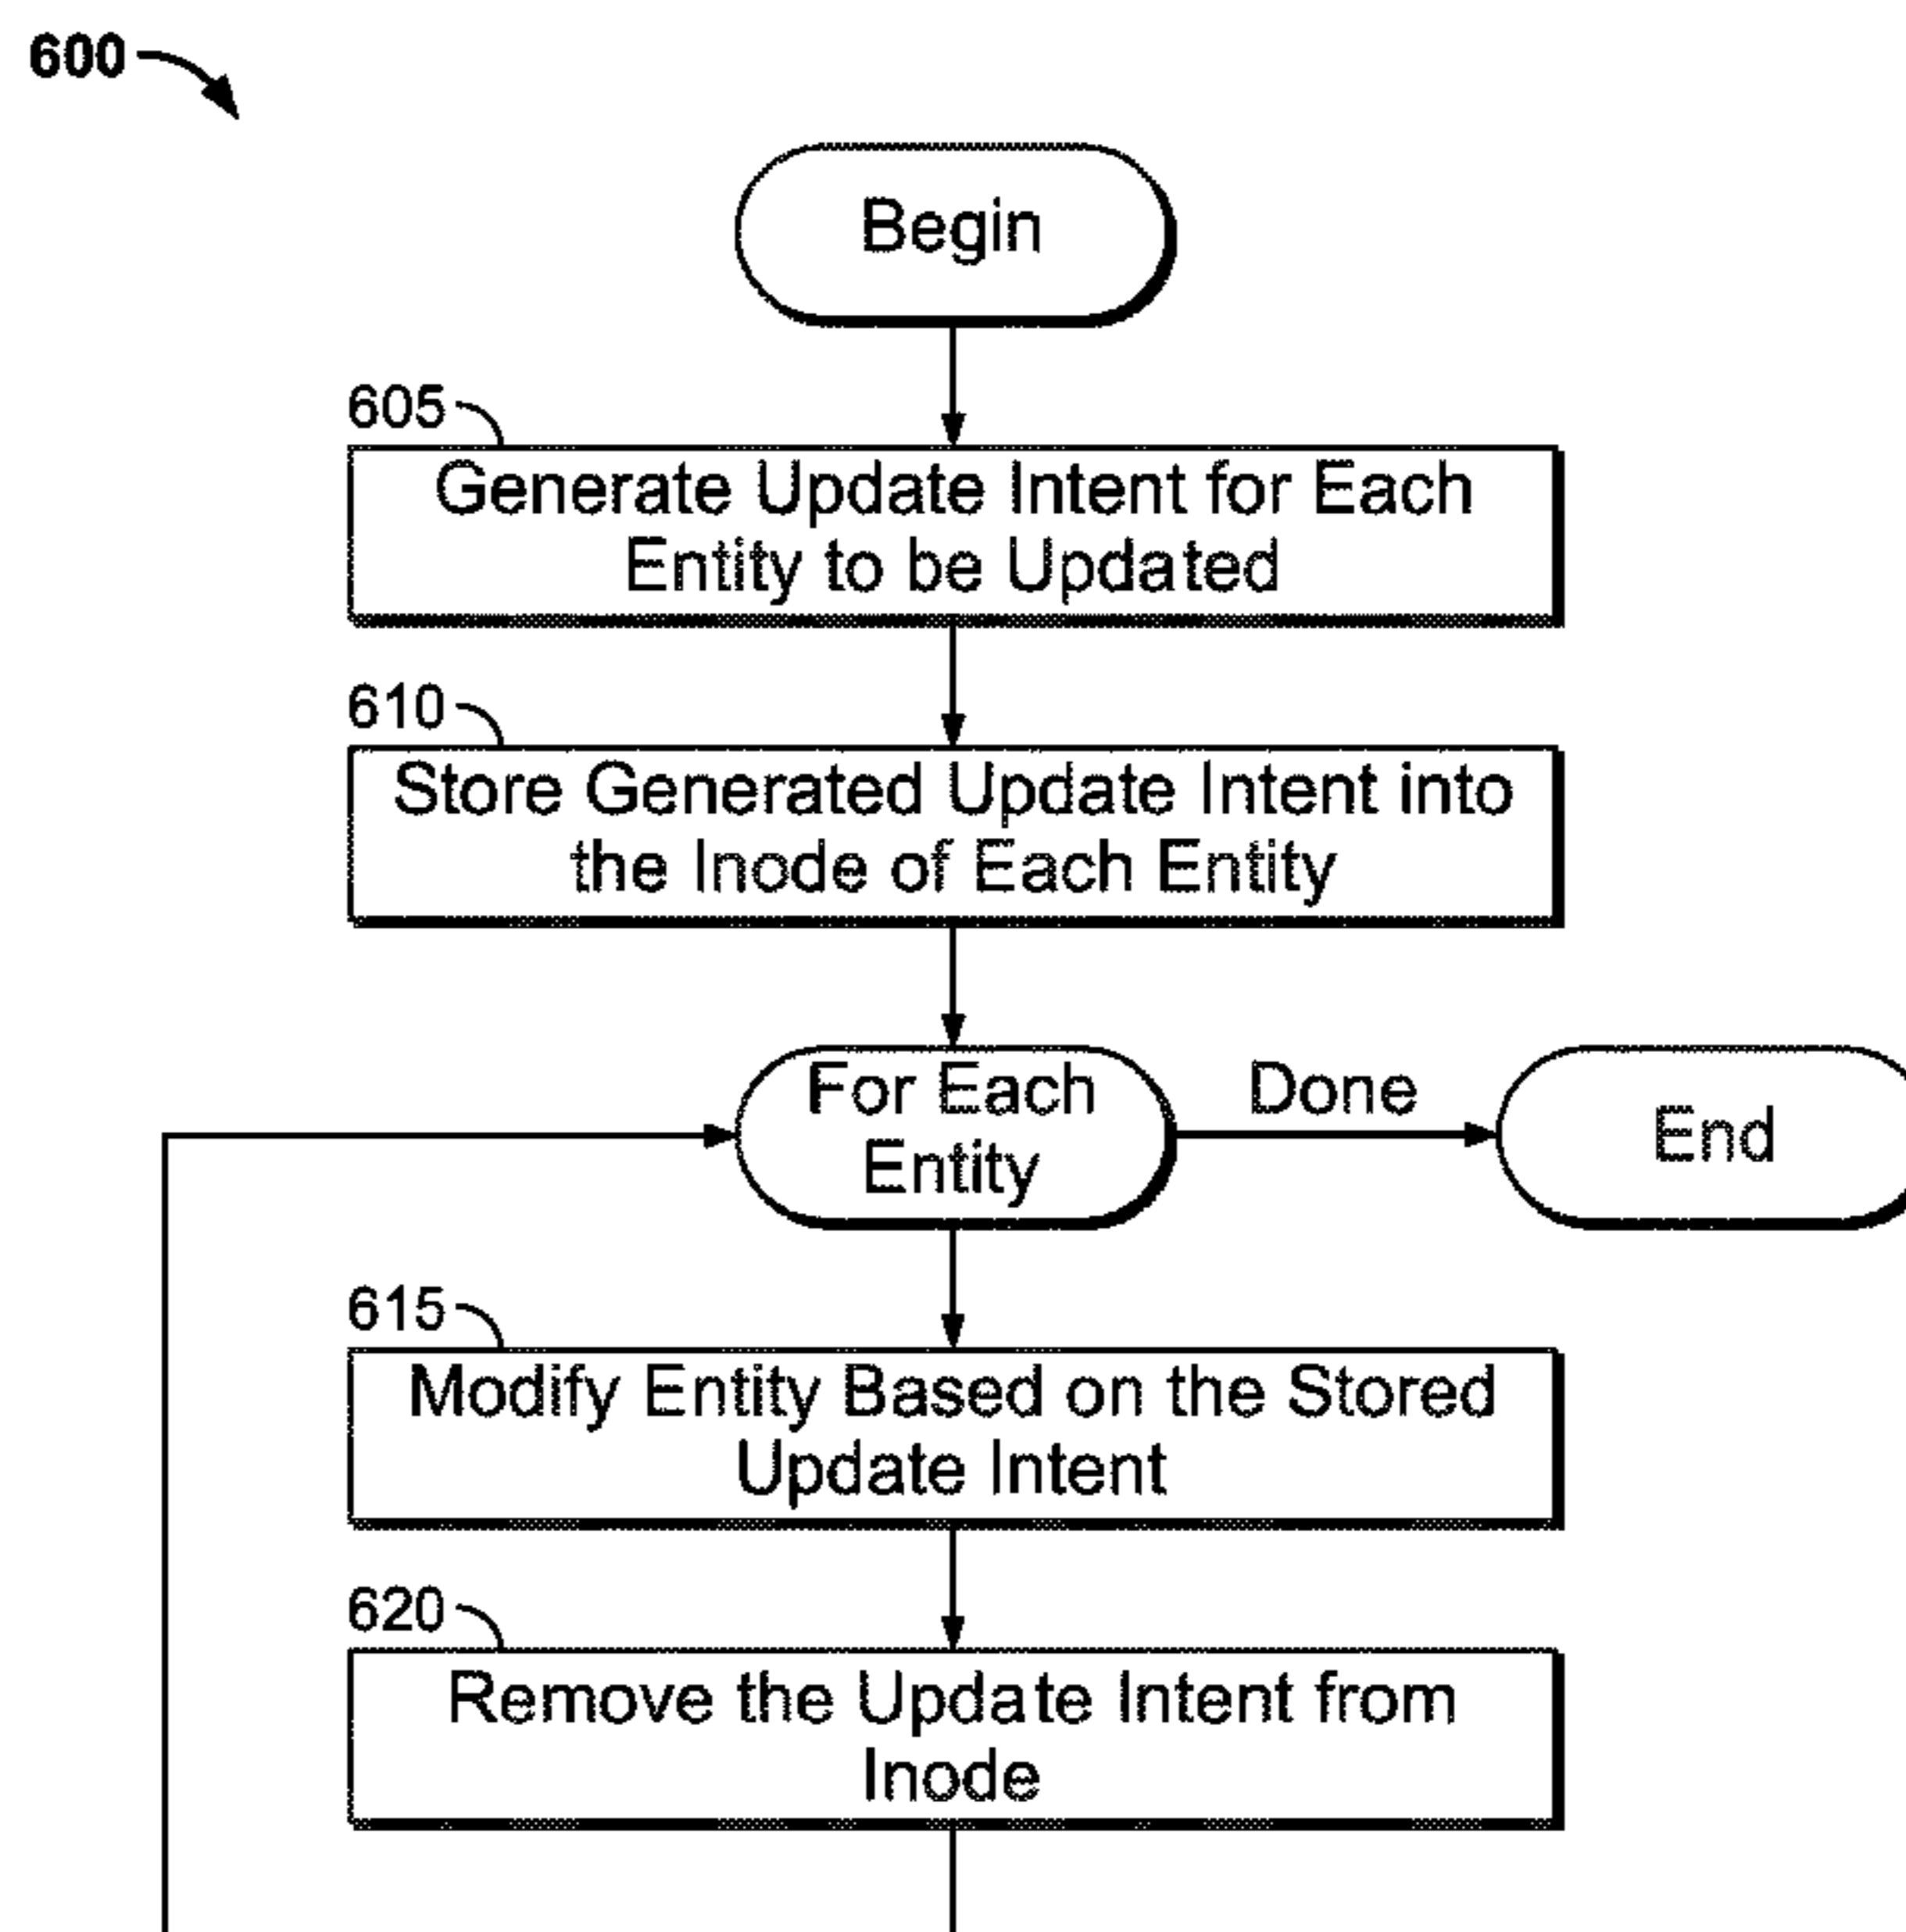 600
Begin
605
Generate Update Intent for Each
Entity to be Updated
610
Store Generated Update Intent into
the Inode of Each Entity
For Each
Entity
Done
End
615
Modify Entity Based on the Stored
Update Intent
620
Remove the Update Intent from
Inode